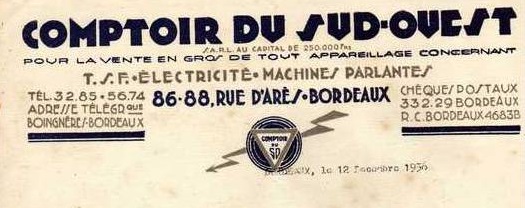 COMPTOIR DU SUD-OUEST
S.A.R.L. AU CAPITAL DE 250.000 Frs
POUR LA VENTE EN GROS DE TOUT APPAREILLAGE CONCERNANT
T.S.F. • ÉLECTRICITÉ • MACHINES PARLANTES
TÉL. 32.85 • 56.74
ADRESSE TÉLÉGRque
BOINGNÈRES-BORDEAUX
86-88, RUE D'ARÈS • BORDEAUX
CHÈQUES POSTAUX
332.29 BORDEAUX
R.C. BORDEAUX 4683B
COMPTOIR
DU
S.O
BORDEAUX, le 12 Decembre 1936